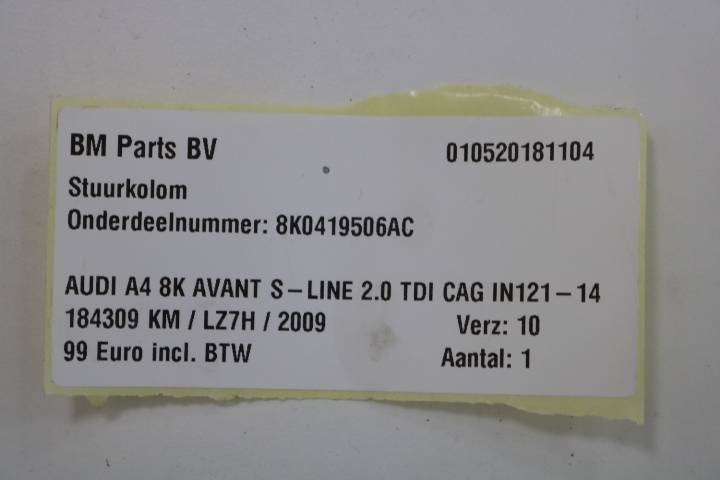 BM Parts BV 010520181104
Stuurkolom
Onderdeelnummer: 8K0419506AC
AUDI A4 8K AVANT S-LINE 2.0 TDI CAG IN121-14
184309 KM / LZ7H / 2009 Verz: 10
99 Euro incl. BTW Aantal: 1